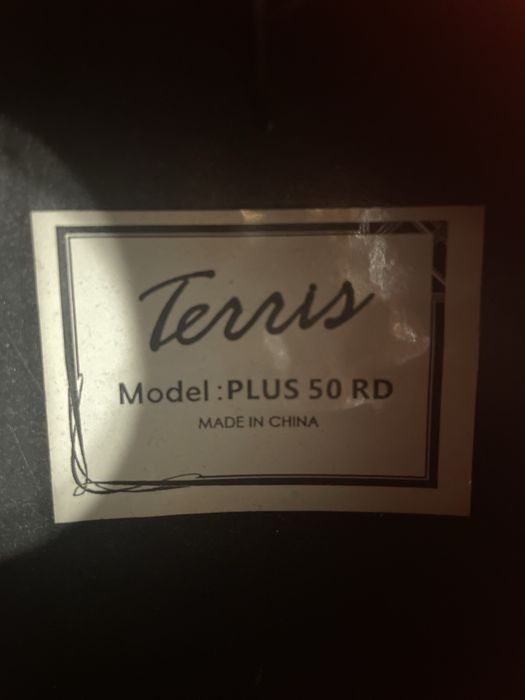 Terris
Model :PLUS 50 RD
MADE IN CHINA